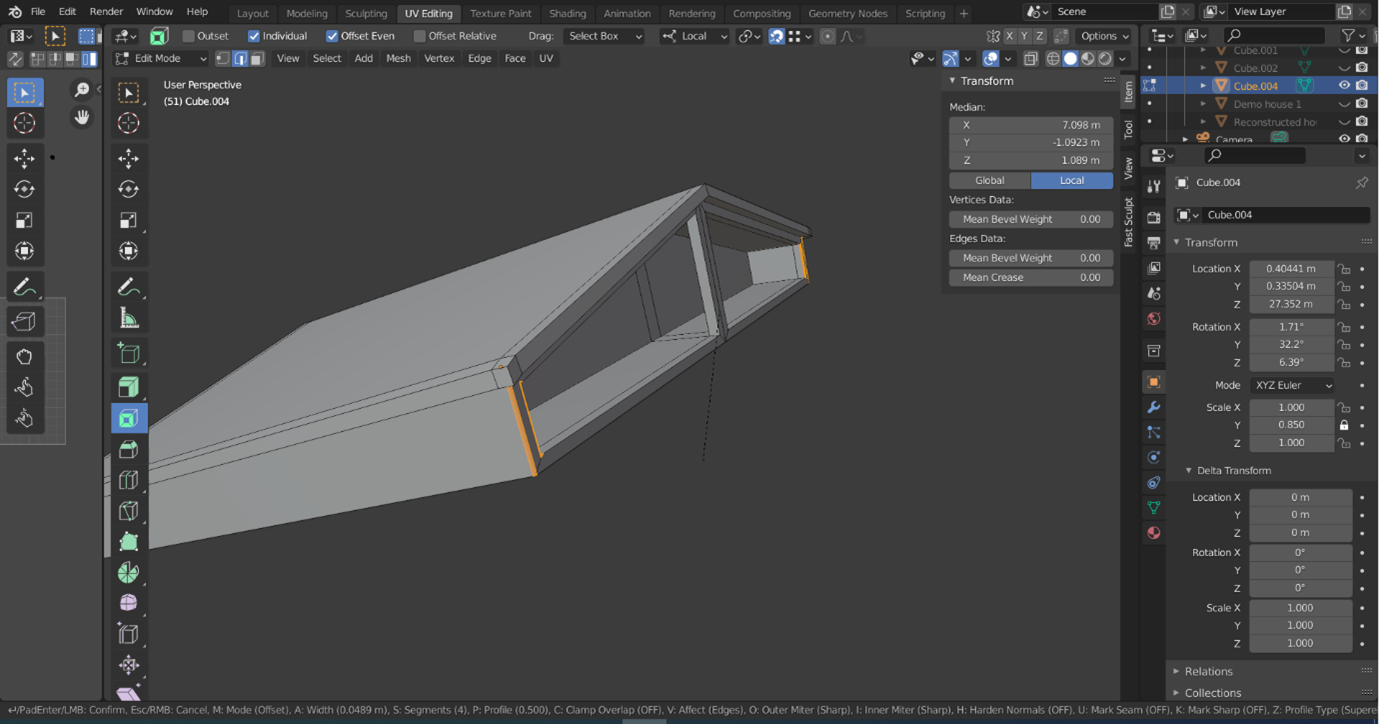 File Edit Render Window Help Layout Modeling Sculpting UV Editing Texture Paint Shading Animation Rendering Compositing Geometry Nodes Scripting + Scene View Layer
Outset Individual Offset Even Offset Relative Drag: Select Box Local X Y Z Options
Edit Mode View Select Add Mesh Vertex Edge Face UV
User Perspective
(51) Cube.004
Transform
Median:
X 7.098 m
Y -1.0923 m
Z 1.089 m
Global Local
Vertices Data:
Mean Bevel Weight 0.00
Edges Data:
Mean Bevel Weight 0.00
Mean Crease 0.00
Item
Tool
View
Fast Sculpt
Cube.001
Cube.002
Cube.004
Demo house 1
Reconstructed ho
Camera
Cube.004
Cube.004
Transform
Location X 0.40441 m
Y 0.33504 m
Z 27.352 m
Rotation X 1.71°
Y 32.2°
Z 6.39°
Mode XYZ Euler
Scale X 1.000
Y 0.850
Z 1.000
Delta Transform
Location X 0 m
Y 0 m
Z 0 m
Rotation X 0°
Y 0°
Z 0°
Scale X 1.000
Y 1.000
Z 1.000
Relations
Collections
↵/PadEnter/LMB: Confirm, Esc/RMB: Cancel, M: Mode (Offset), A: Width (0.0489 m), S: Segments (4), P: Profile (0.500), C: Clamp Overlap (OFF), V: Affect (Edges), O: Outer Miter (Sharp), I: Inner Miter (Sharp), H: Harden Normals (OFF), U: Mark Seam (OFF), K: Mark Sharp (OFF), Z: Profile Type (Supere